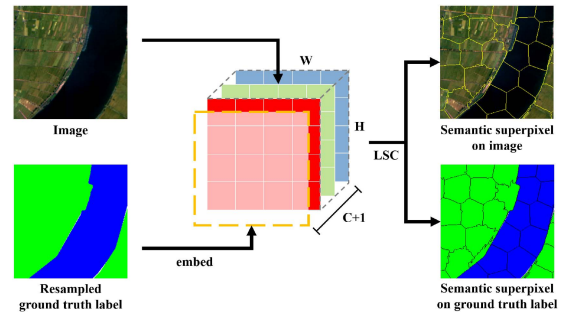 W
H
C+1
Image
embed
Resampled
ground truth label
LSC
Semantic superpixel
on image
Semantic superpixel
on ground truth label